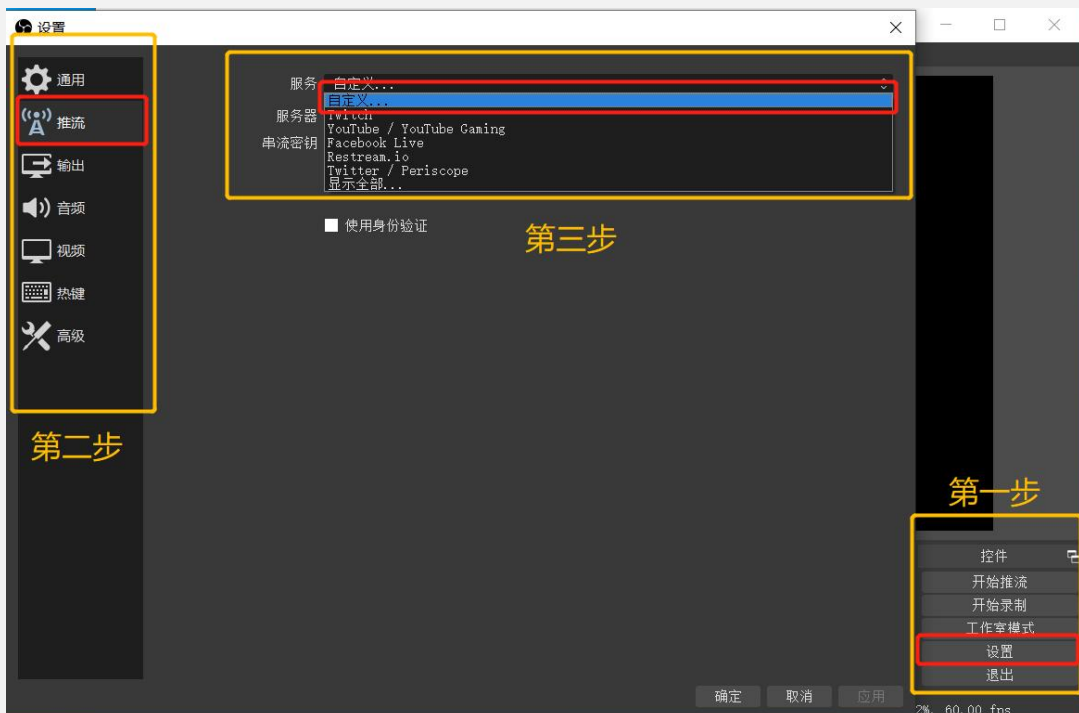 设置
通用
推流
输出
音频
视频
热键
高级
第二步
服务 自定义...
自定义...
服务器 Twitch
YouTube / YouTube Gaming
串流密钥 Facebook Live
Restream.io
Twitter / Periscope
显示全部...
使用身份验证
第三步
第一步
控件
开始推流
开始录制
工作室模式
设置
退出
确定 取消 应用
2%, 60.00 fps